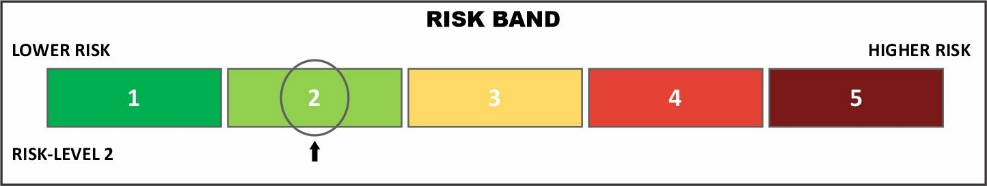 RISK BAND
LOWER RISK HIGHER RISK
1 2 3 4 5
RISK-LEVEL 2